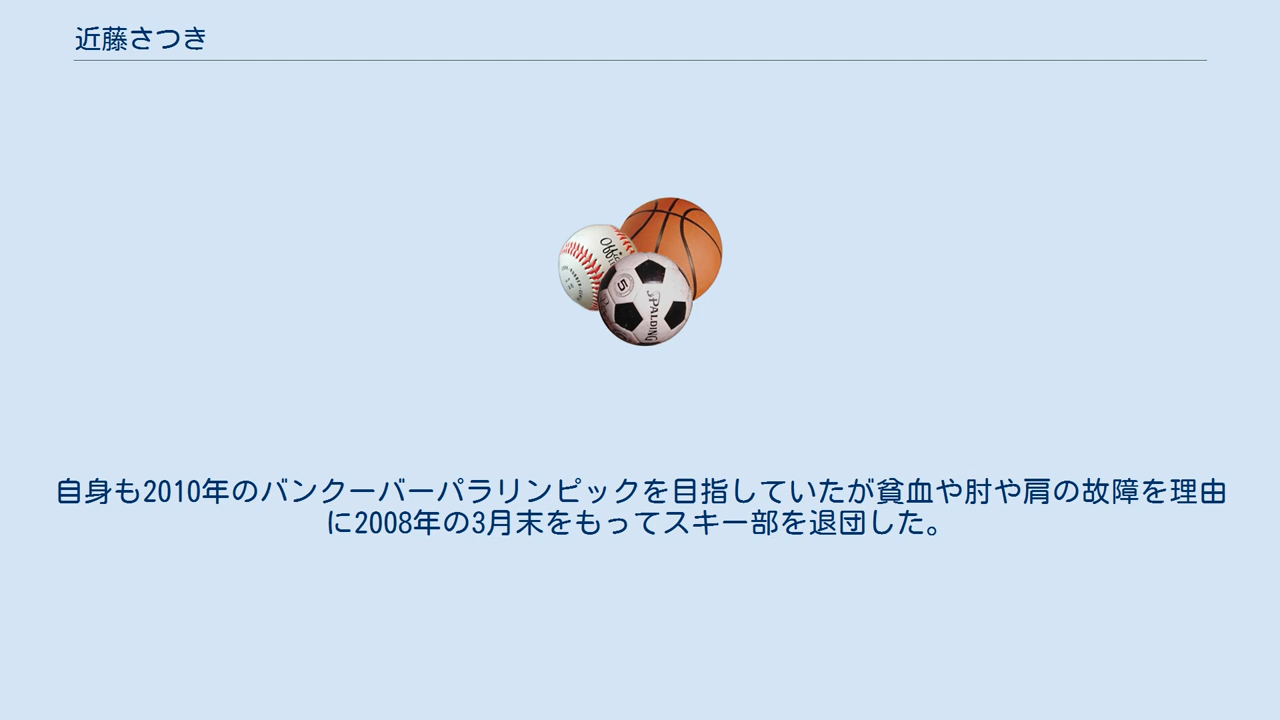 近藤さつき
Offic
5
SPALDING
自身も2010年のバンクーバーパラリンピックを目指していたが貧血や肘や肩の故障を理由
に2008年の3月末をもってスキー部を退団した。